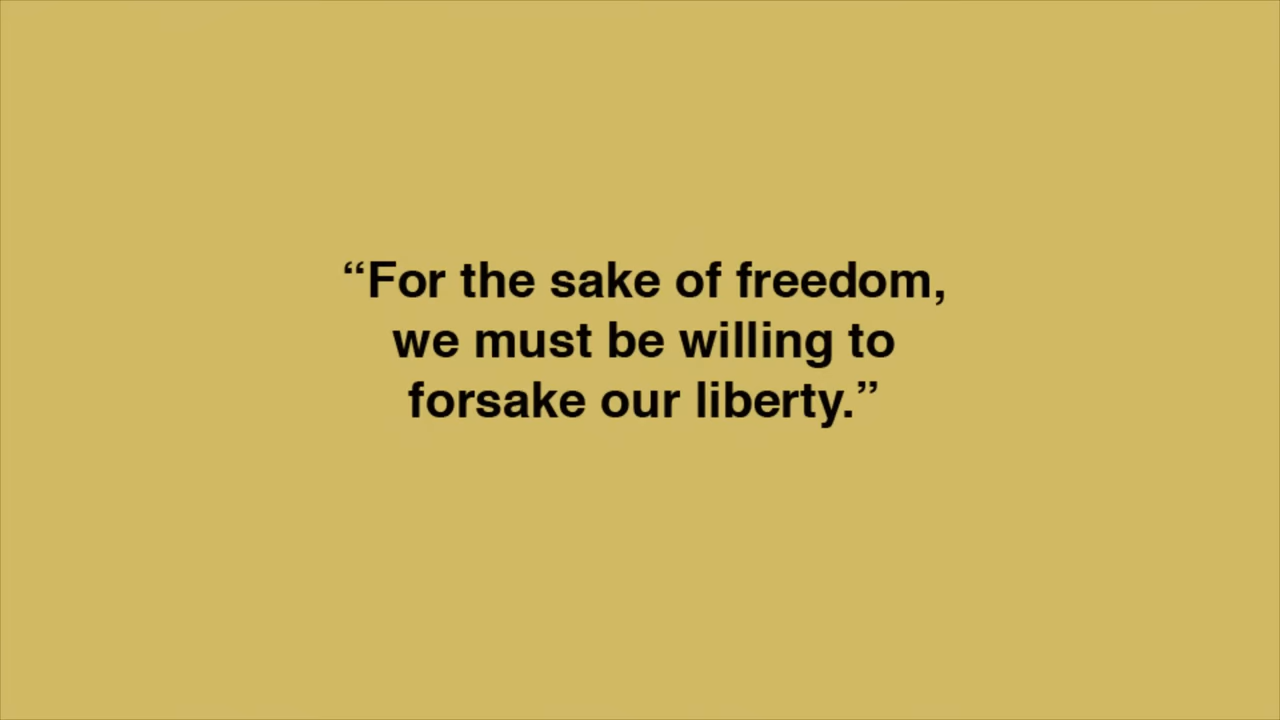 “For the sake of freedom,
we must be willing to
forsake our liberty.”